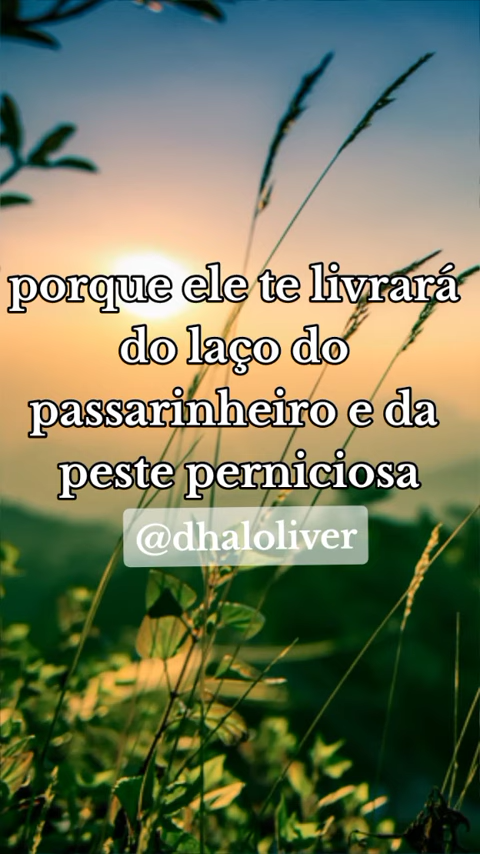 porque ele te livrará
do laço do
passarinheiro e da
peste perniciosa
@dhaloliver